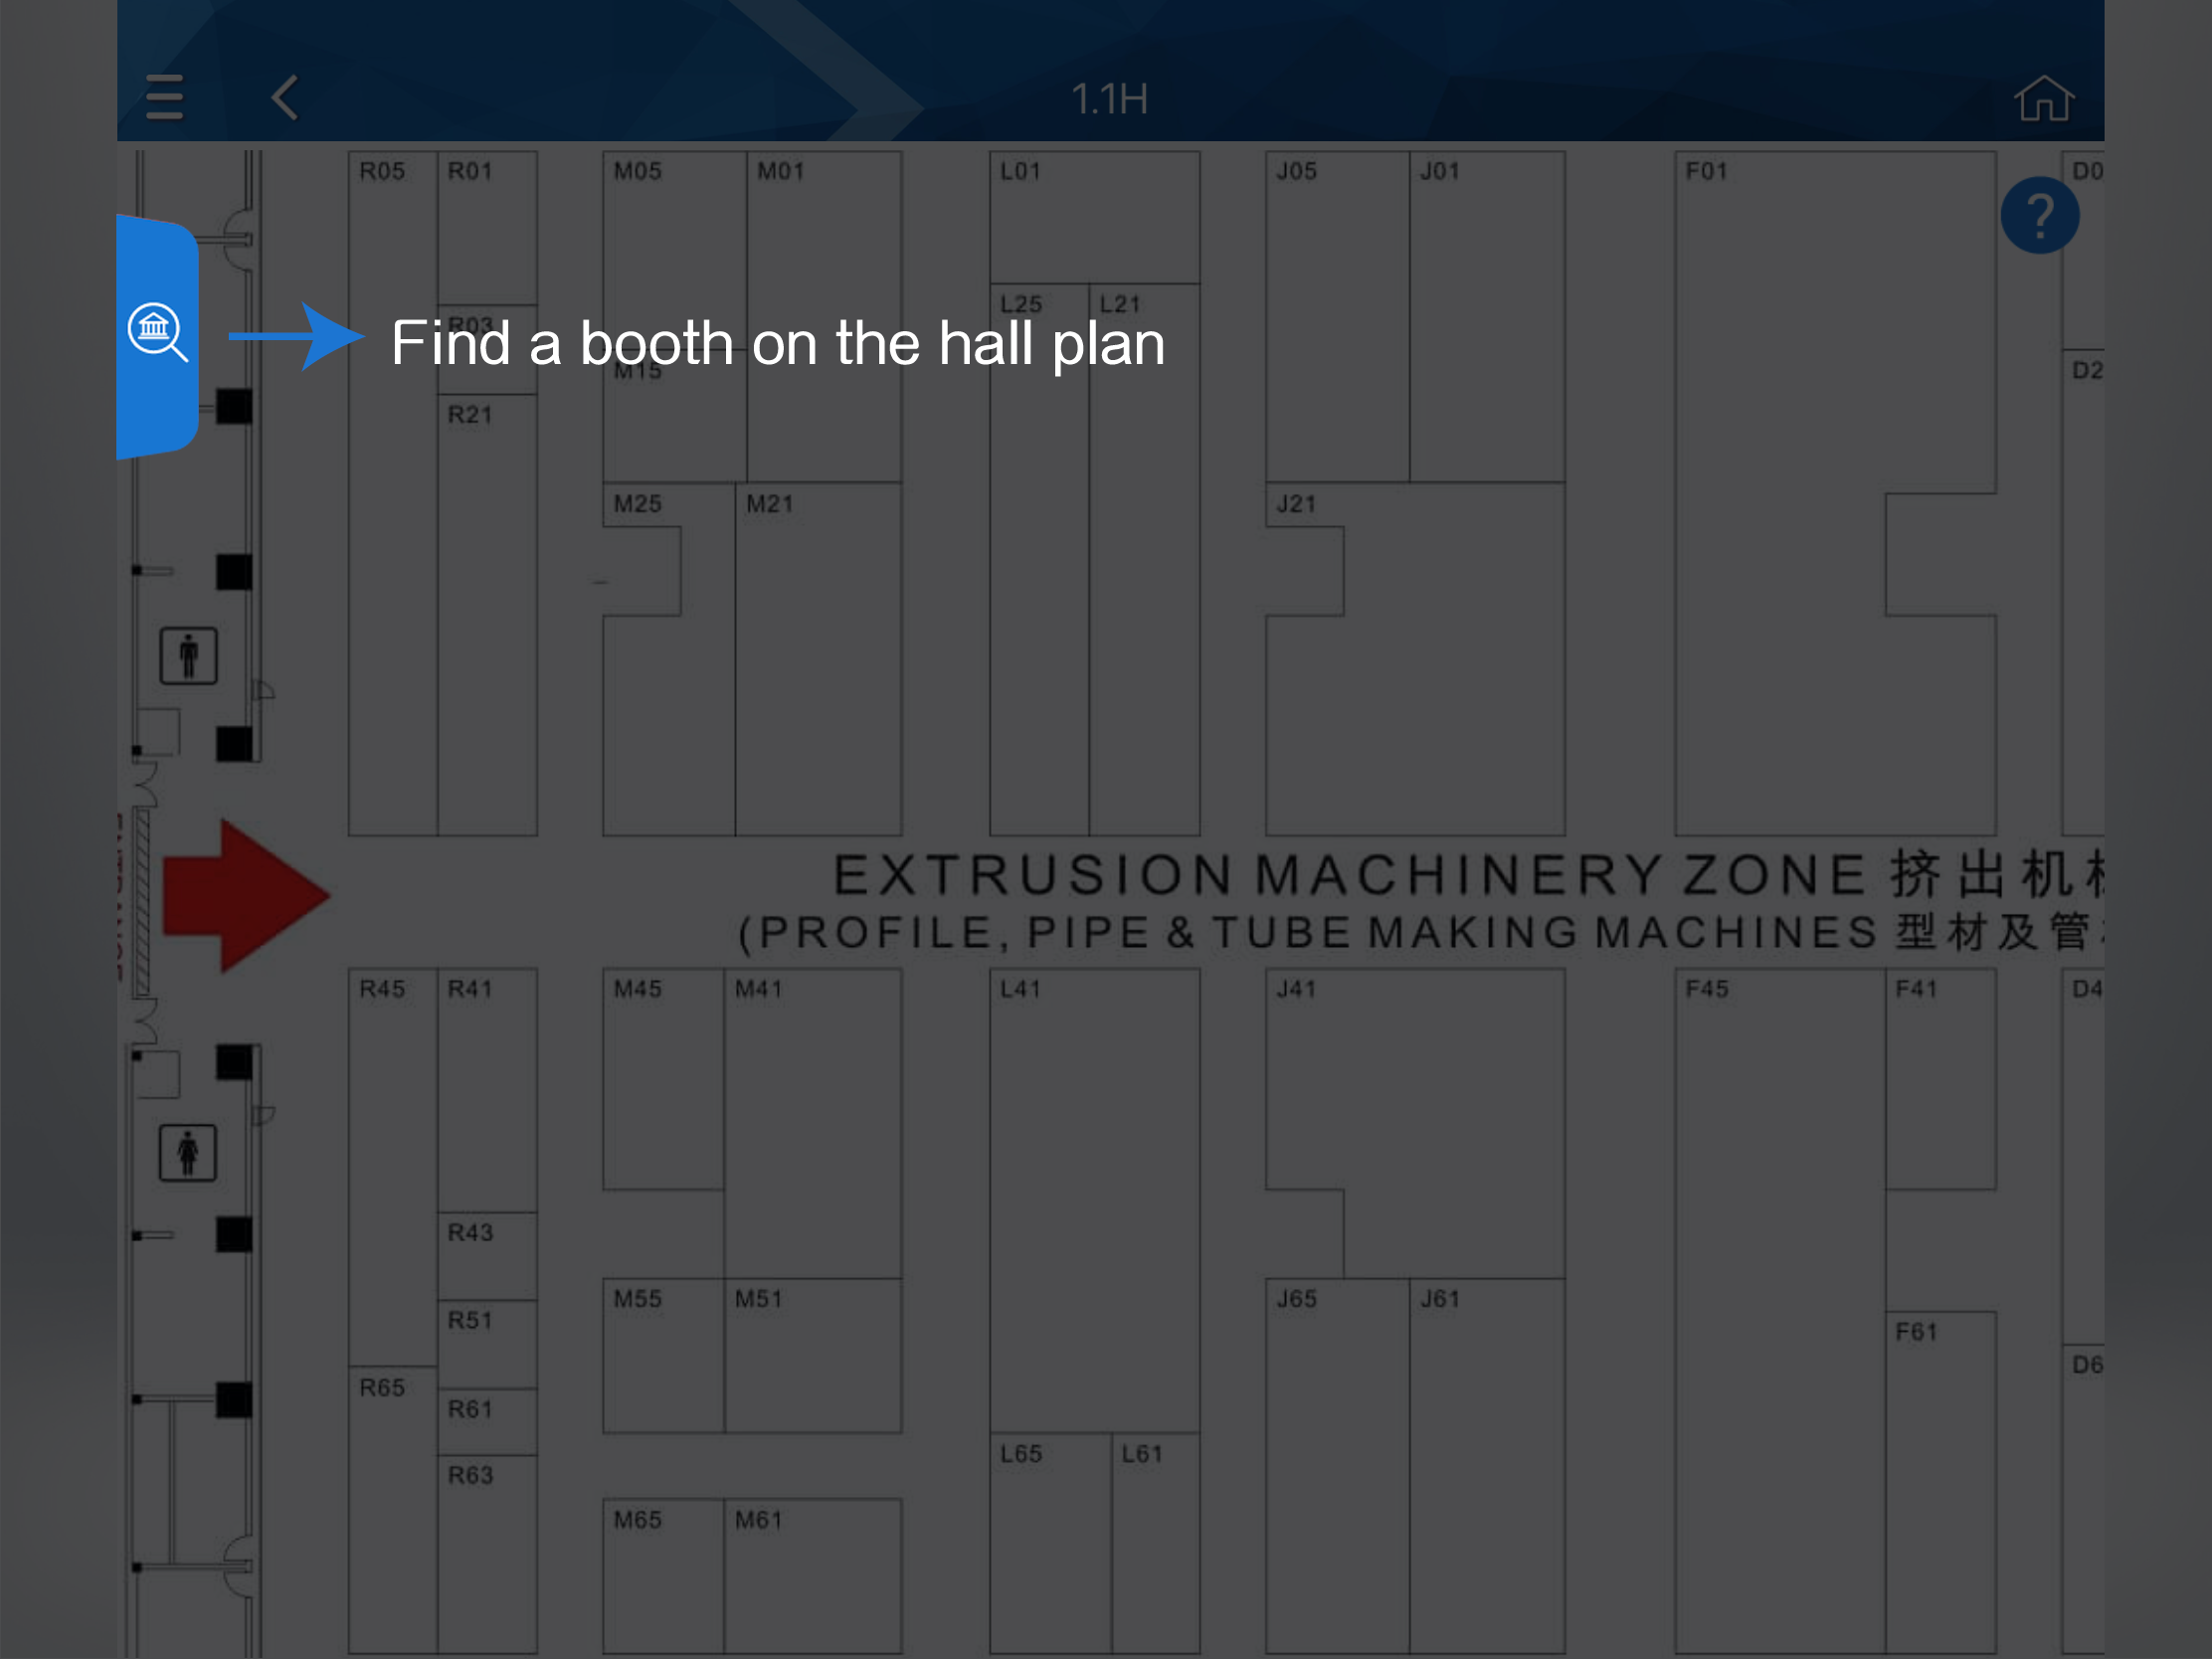 1.1H
R05 R01 M05 M01 L01 J05 J01 F01 D0
?
L25 L21
R03
Find a booth on the hall plan
M15 D2
R21
M25 M21 J21
EXTRUSION MACHINERY ZONE 挤出机
(PROFILE, PIPE & TUBE MAKING MACHINES 型材及管
R45 R41 M45 M41 L41 J41 F45 F41 D4
R43
M55 M51 J65 J61
R51
F61
D6
R65
R61
L65 L61
R63
M65 M61